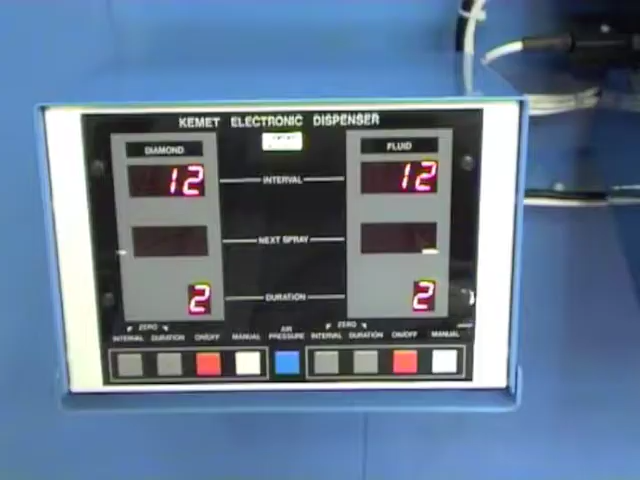 KEMET ELECTRONIC DISPENSER
DIAMOND
FLUID
12
INTERVAL
12
NEXT SPRAY
2
DURATION
2
ZERO
ZERO
INTERVAL DURATION ON/OFF MANUAL AIR PRESSURE INTERVAL DURATION ON/OFF MANUAL